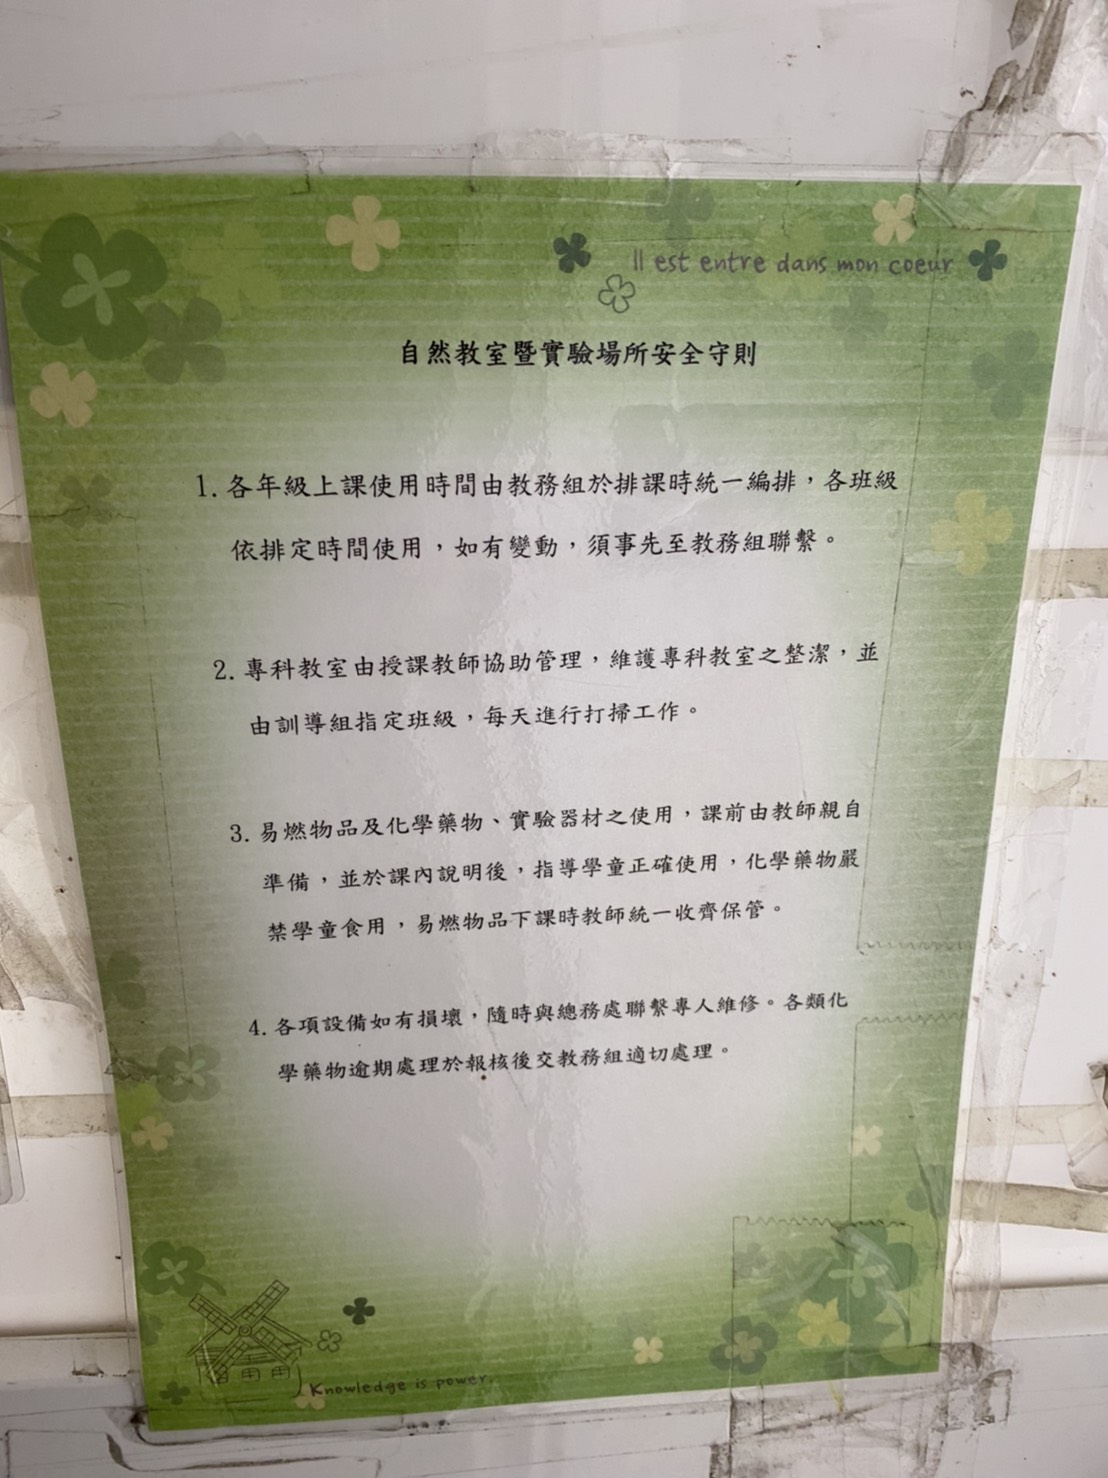 Il est entre dans mon coeur
自然教室暨實驗場所安全守則
1. 各年級上課使用時間由教務組於排課時統一編排，各班級
依排定時間使用，如有變動，須事先至教務組聯繫。
2. 專科教室由授課教師協助管理，維護專科教室之整潔，並
由訓導組指定班級，每天進行打掃工作。
3. 易燃物品及化學藥物、實驗器材之使用，課前由教師親自
準備，並於課內說明後，指導學童正確使用，化學藥物嚴
禁學童食用，易燃物品下課時教師統一收齊保管。
4. 各項設備如有損壞，隨時與總務處聯繫專人維修。各類化
學藥物逾期處理於報核後交教務組適切處理。
Knowledge is power.